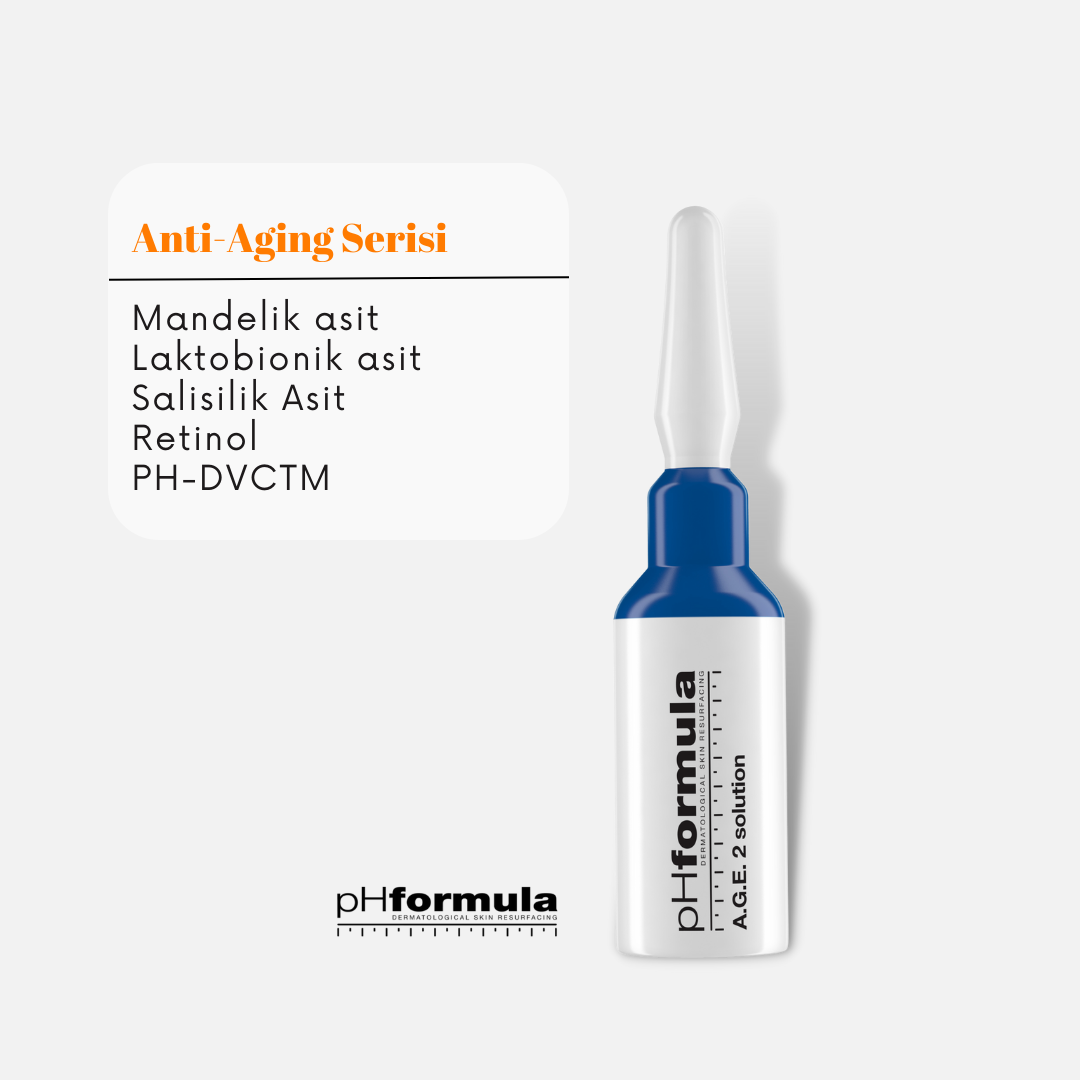 Anti-Aging Serisi
Mandelik asit
Laktobionik asit
Salisilik Asit
Retinol
PH-DVCTM
pHformula
DERMATOLOGICAL SKIN RESURFACING
A.G.E. 2 solution
pHformula
DERMATOLOGICAL SKIN RESURFACING